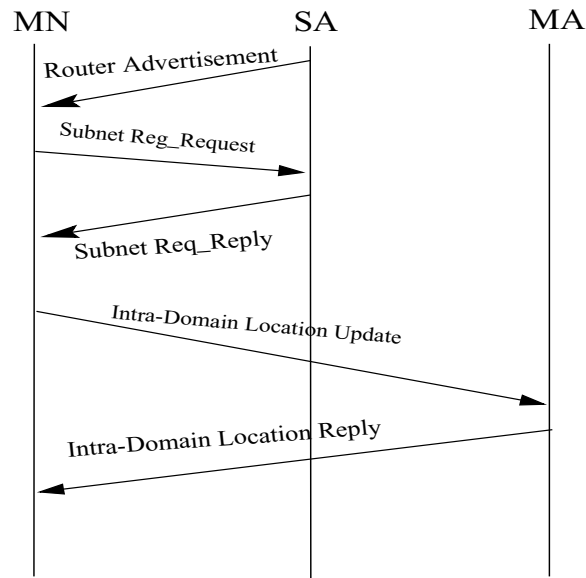 MN SA MA
Router Advertisement
Subnet Reg_Request
Subnet Req_Reply
Intra-Domain Location Update
Intra-Domain Location Reply